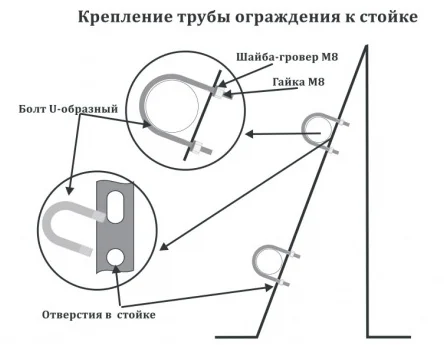 Крепление трубы ограждения к стойке
Шайба-гровер М8
Гайка М8
Болт U-образный
Отверстия в стойке